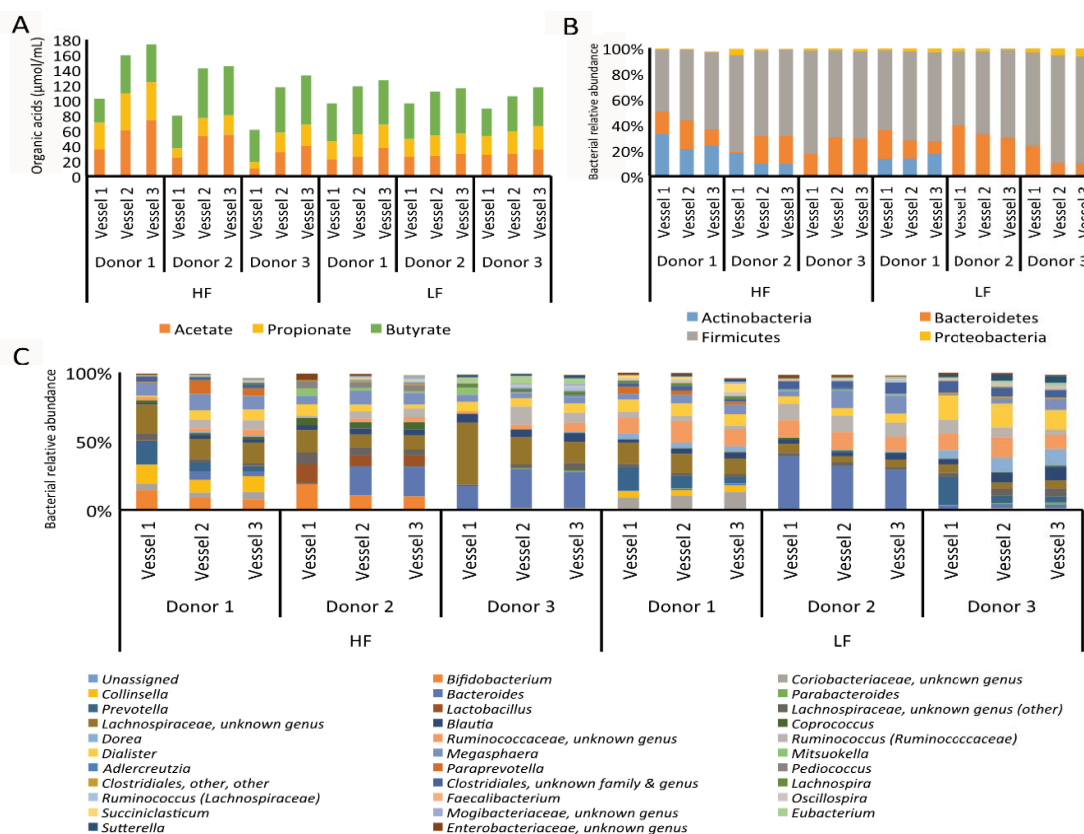 A
180
160
140
120
100
80
60
40
20
0
Organic acids (µmol/mL)
Vessel 1 Vessel 2 Vessel 3 Vessel 1 Vessel 2 Vessel 3 Vessel 1 Vessel 2 Vessel 3 Vessel 1 Vessel 2 Vessel 3 Vessel 1 Vessel 2 Vessel 3 Vessel 1 Vessel 2 Vessel 3
Donor 1 Donor 2 Donor 3 Donor 1 Donor 2 Donor 3
HF LF
Acetate Propionate Butyrate
B
100%
80%
60%
40%
20%
0%
Bacterial relative abundance
Vessel 1 Vessel 2 Vessel 3 Vessel 1 Vessel 2 Vessel 3 Vessel 1 Vessel 2 Vessel 3 Vessel 1 Vessel 2 Vessel 3 Vessel 1 Vessel 2 Vessel 3 Vessel 1 Vessel 2 Vessel 3
Donor 1 Donor 2 Donor 3 Donor 1 Donor 2 Donor 3
HF LF
Actinobacteria Bacteroidetes
Firmicutes Proteobacteria
C
100%
50%
0%
Bacterial relative abundance
Vessel 1 Vessel 2 Vessel 3 Vessel 1 Vessel 2 Vessel 3 Vessel 1 Vessel 2 Vessel 3 Vessel 1 Vessel 2 Vessel 3 Vessel 1 Vessel 2 Vessel 3 Vessel 1 Vessel 2 Vessel 3
Donor 1 Donor 2 Donor 3 Donor 1 Donor 2 Donor 3
HF LF
Unassigned Bifidobacterium Coriobacteriaceae, unkncwn genus
Collinsella Bacteroides Parabacteroides
Prevotella Lactobacillus Lachnospiraceae, unknown genus (other)
Lachnospiraceae, unknown genus Blautia Coprococcus
Dorea Ruminococcaceae, unknown genus Ruminococcus (Ruminoccccaceae)
Dialister Megasphaera Mitsuokella
Adlercreutzia Paraprevotella Pediococcus
Clostridiales, other, other Clostridiales, unknown family & genus Lachnospira
Ruminococcus (Lachnospiraceae) Faecalibacterium Oscillospira
Succiniclasticum Mogibacteriaceae, unknown genus Eubacterium
Sutterella Enterobacteriaceae, unknown genus